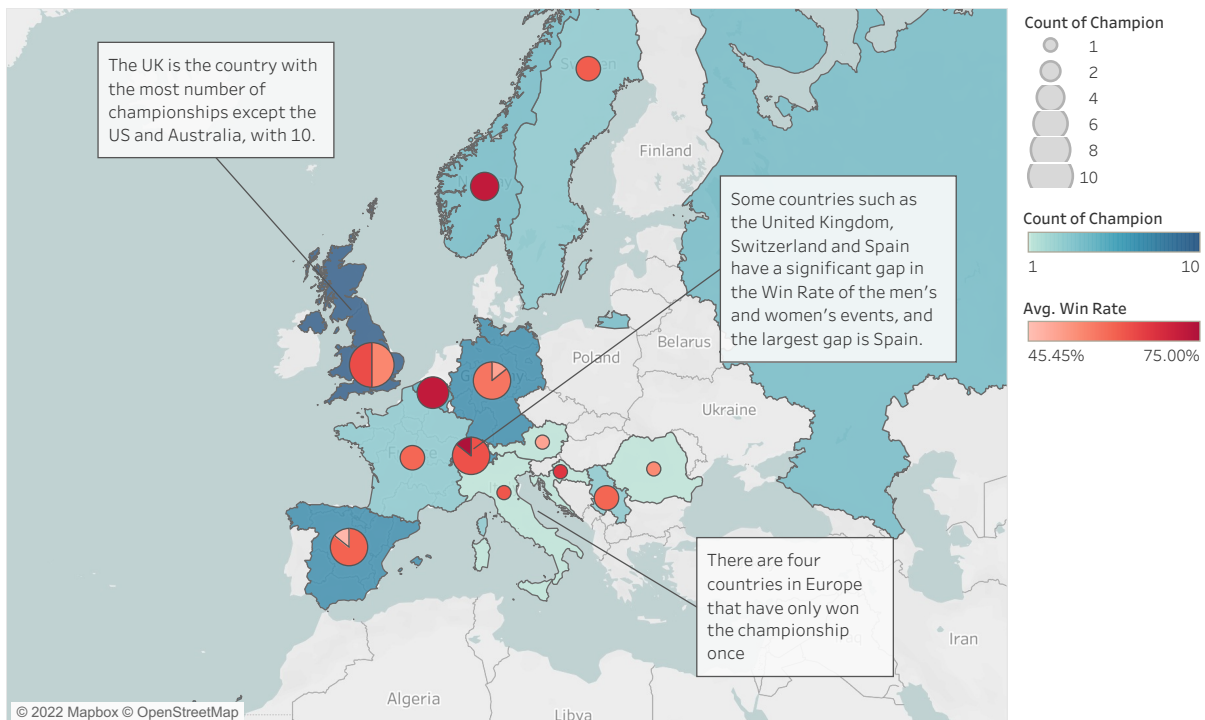 The UK is the country with
the most number of
championships except the
US and Australia, with 10.
Sweden
Finland
Norway
Some countries such as
the United Kingdom,
Switzerland and Spain
have a significant gap in
the Win Rate of the men's
and women's events, and
the largest gap is Spain.
Belarus
Poland
Germany
Ukraine
France
There are four
countries in Europe
that have only won
the championship
once
Iran
Algeria
Libya
© 2022 Mapbox © OpenStreetMap
Count of Champion
1
2
4
6
8
10
Count of Champion
1 10
Avg. Win Rate
45.45% 75.00%